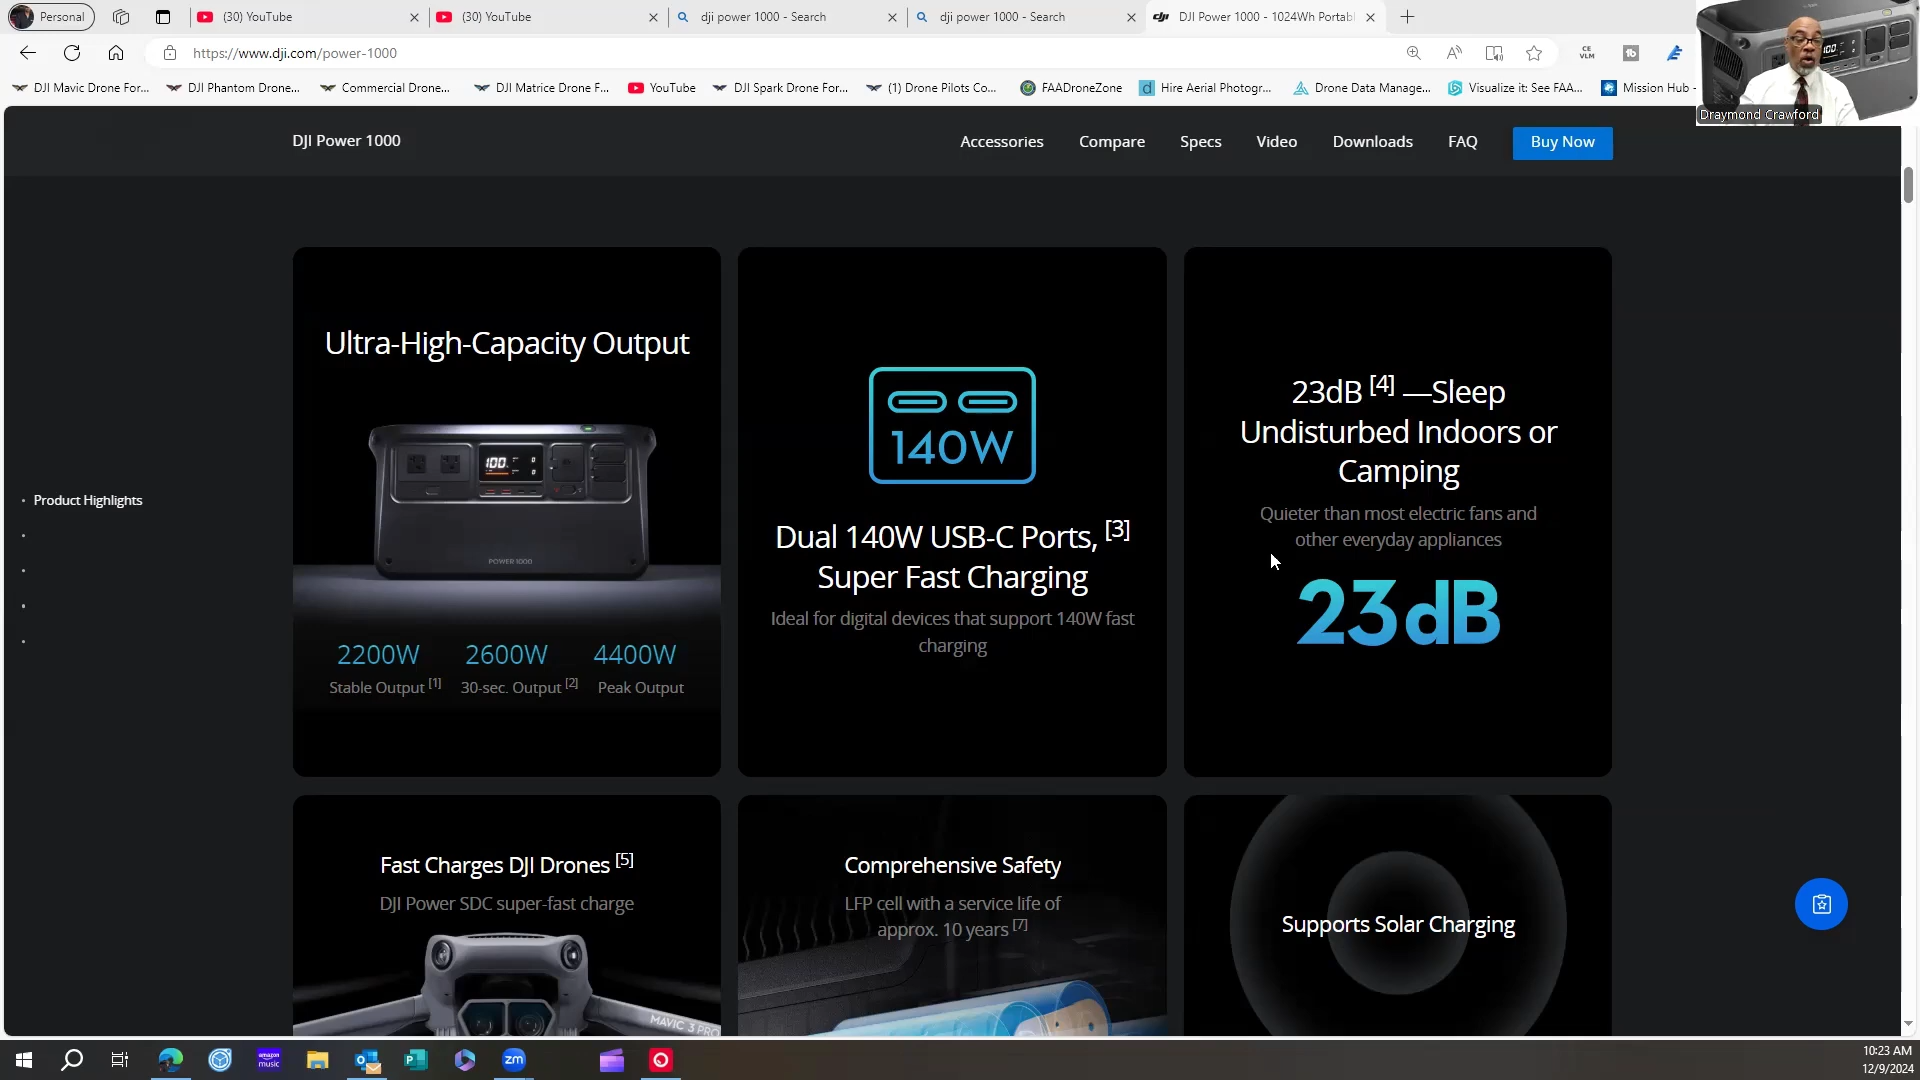 Personal
(30) YouTube
(30) YouTube
dji power 1000 - Search
dji power 1000 - Search
DJI Power 1000 - 1024Wh Portabl
https://www.dji.com/power-1000
CE
VLM
DJI Mavic Drone For...
DJI Phantom Drone...
Commercial Drone...
DJI Matrice Drone F...
YouTube
DJI Spark Drone For...
(1) Drone Pilots Co...
FAADroneZone
Hire Aerial Photogr...
Drone Data Manage...
Visualize it: See FAA...
Mission Hub -
Draymond Crawford
DJI Power 1000
Accessories
Compare
Specs
Video
Downloads
FAQ
Buy Now
Product Highlights
Ultra-High-Capacity Output
100
POWER 1000
2200W
2600W
4400W
Stable Output [1]
30-sec. Output [2]
Peak Output
140W
Dual 140W USB-C Ports, [3]
Super Fast Charging
Ideal for digital devices that support 140W fast
charging
23dB [4] —Sleep
Undisturbed Indoors or
Camping
Quieter than most electric fans and
other everyday appliances
23dB
Fast Charges DJI Drones [5]
DJI Power SDC super-fast charge
MAVIC 3 PRO
Comprehensive Safety
LFP cell with a service life of
approx. 10 years [7]
Supports Solar Charging
amazon
music
zm
10:23 AM
12/9/2024